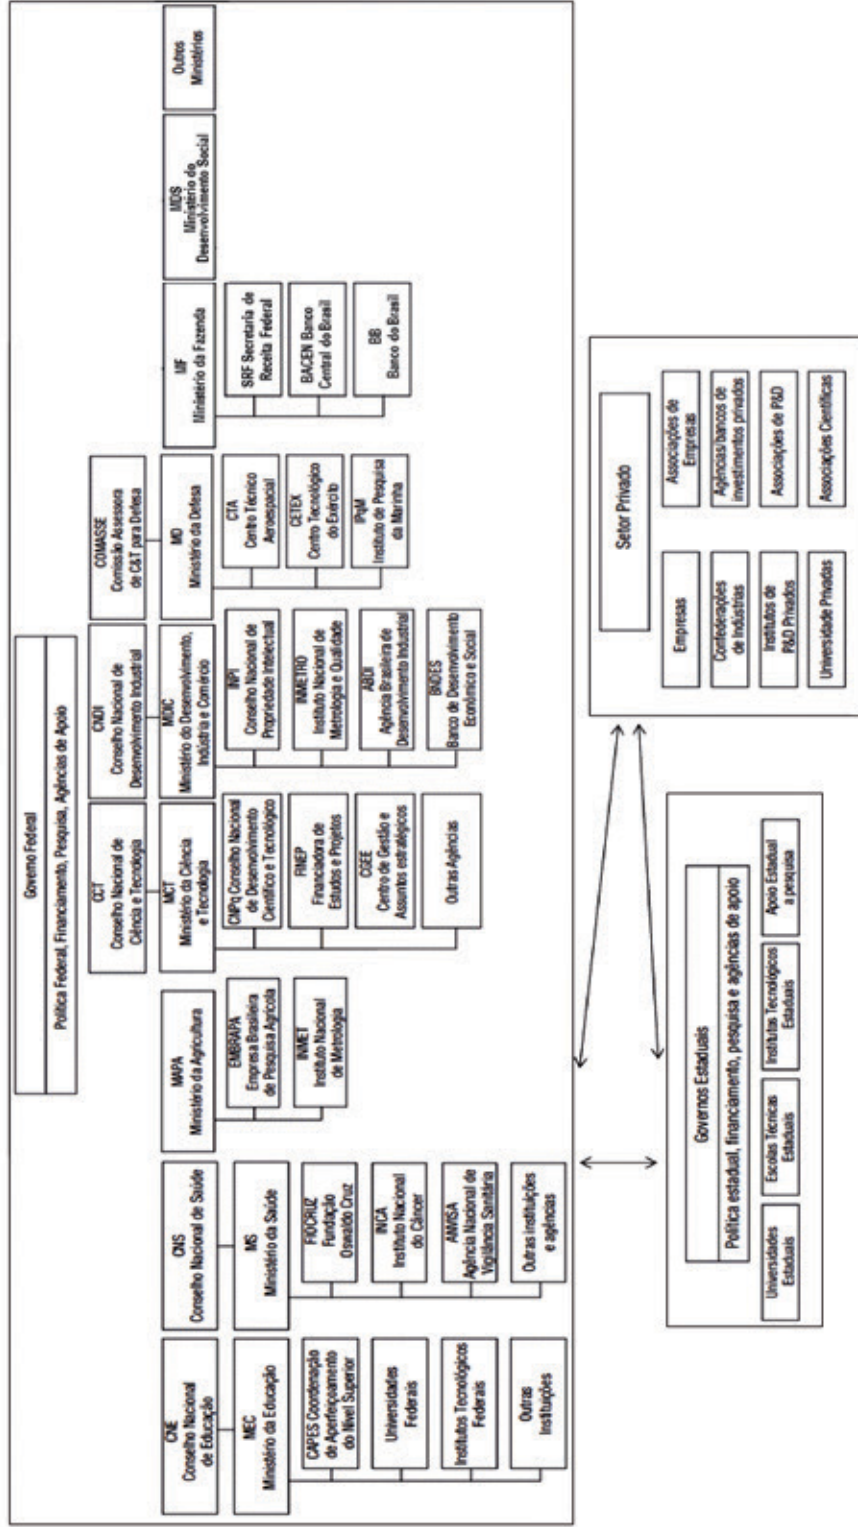 Governo Federal
Política Federal, Financiamento, Pesquisa, Agências de Apoio
CNE
Conselho Nacional
de Educação
MEC
Ministério da Educação
CAPES Coordenação
de Aperfeiçoamento
do Nivel Superior
Universidades
Federais
Institutos Tecnológicos
Federais
Outras
Instituições
CNS
Conselho Nacional de Saúde
MS
Ministério da Saúde
FIOCRUZ
Fundação
Oswaldo Cruz
INCA
Instituto Nacional
do Câncer
ANVISA
Agência Nacional de
Vigilância Sanitária
Outras instituições
e agências
MAPA
Ministério da Agricultura
EMBRAPA
Empresa Brasileira
de Pesquisa Agrícola
INMET
Instituto Nacional
de Metrologia
CCT
Conselho Nacional de
Ciência e Tecnologia
MCT
Ministério da Ciência
e Tecnologia
CNPq Conselho Nacional
de Desenvolvimento
Científico e Tecnológico
FINEP
Financiadora de
Estudos e Projetos
CGEE
Centro de Gestão e
Assuntos estratégicos
Outras Agências
CNDI
Conselho Nacional de
Desenvolvimento Industrial
MDIC
Ministério do Desenvolvimento,
Indústria e Comércio
INPI
Conselho Nacional de
Propriedade Intelectual
INMETRO
Instituto Nacional de
Metrologia e Qualidade
ABDI
Agência Brasileira de
Desenvolvimento Industrial
BNDES
Banco de Desenvolvimento
Econômico e Social
COMASSE
Comissão Assessora
de C&T para Defesa
MD
Ministério da Defesa
CTA
Centro Técnico
Aeroespacial
CETEX
Centro Tecnológico
do Exército
IPqM
Instituto de Pesquisa
da Marinha
MF
Ministério da Fazenda
SRF Secretaria de
Receita Federal
BACEN Banco
Central do Brasil
BB
Banco do Brasil
MDS
Ministério do
Desenvolvimento Social
Outros
Ministérios
Governos Estaduais
Política estadual, financiamento, pesquisa e agências de apoio
Universidades
Estaduais
Escolas Técnicas
Estaduais
Institutos Tecnológicos
Estaduais
Apoio Estadual
a pesquisa
Setor Privado
Empresas
Confederações
de Indústrias
Institutos de
P&D Privados
Universidade Privadas
Associações de
Empresas
Agências/bancos de
investimentos privados
Associações de P&D
Associações Científicas